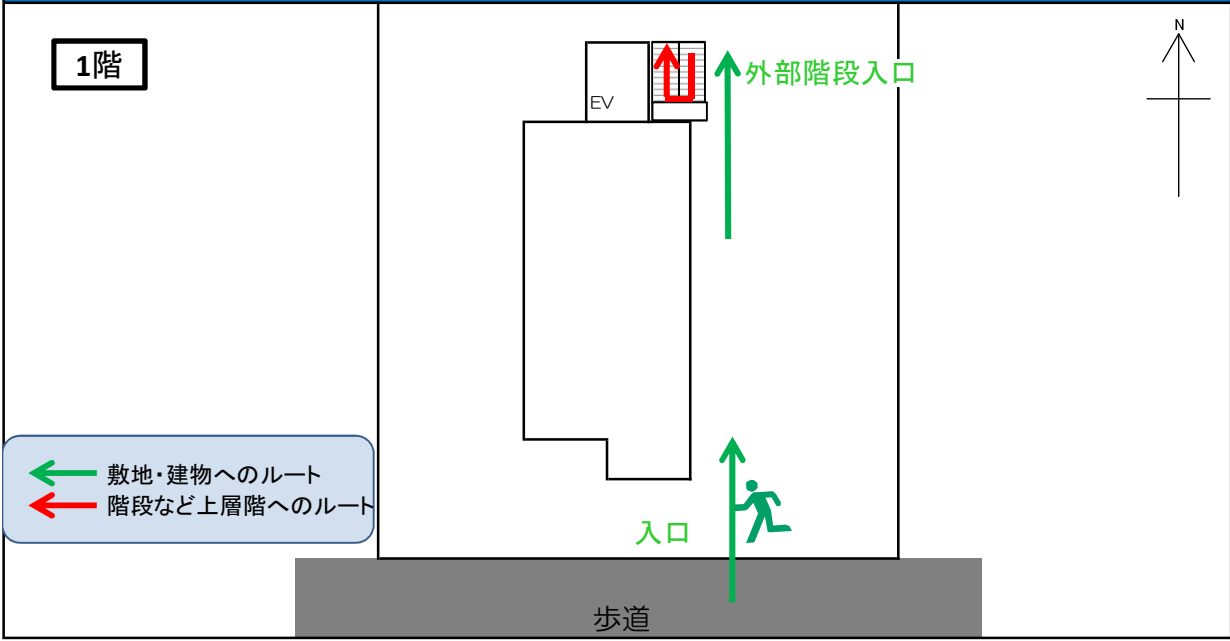 1階
N
外部階段入口
EV
敷地・建物へのルート
階段など上層階へのルート
入口
歩道